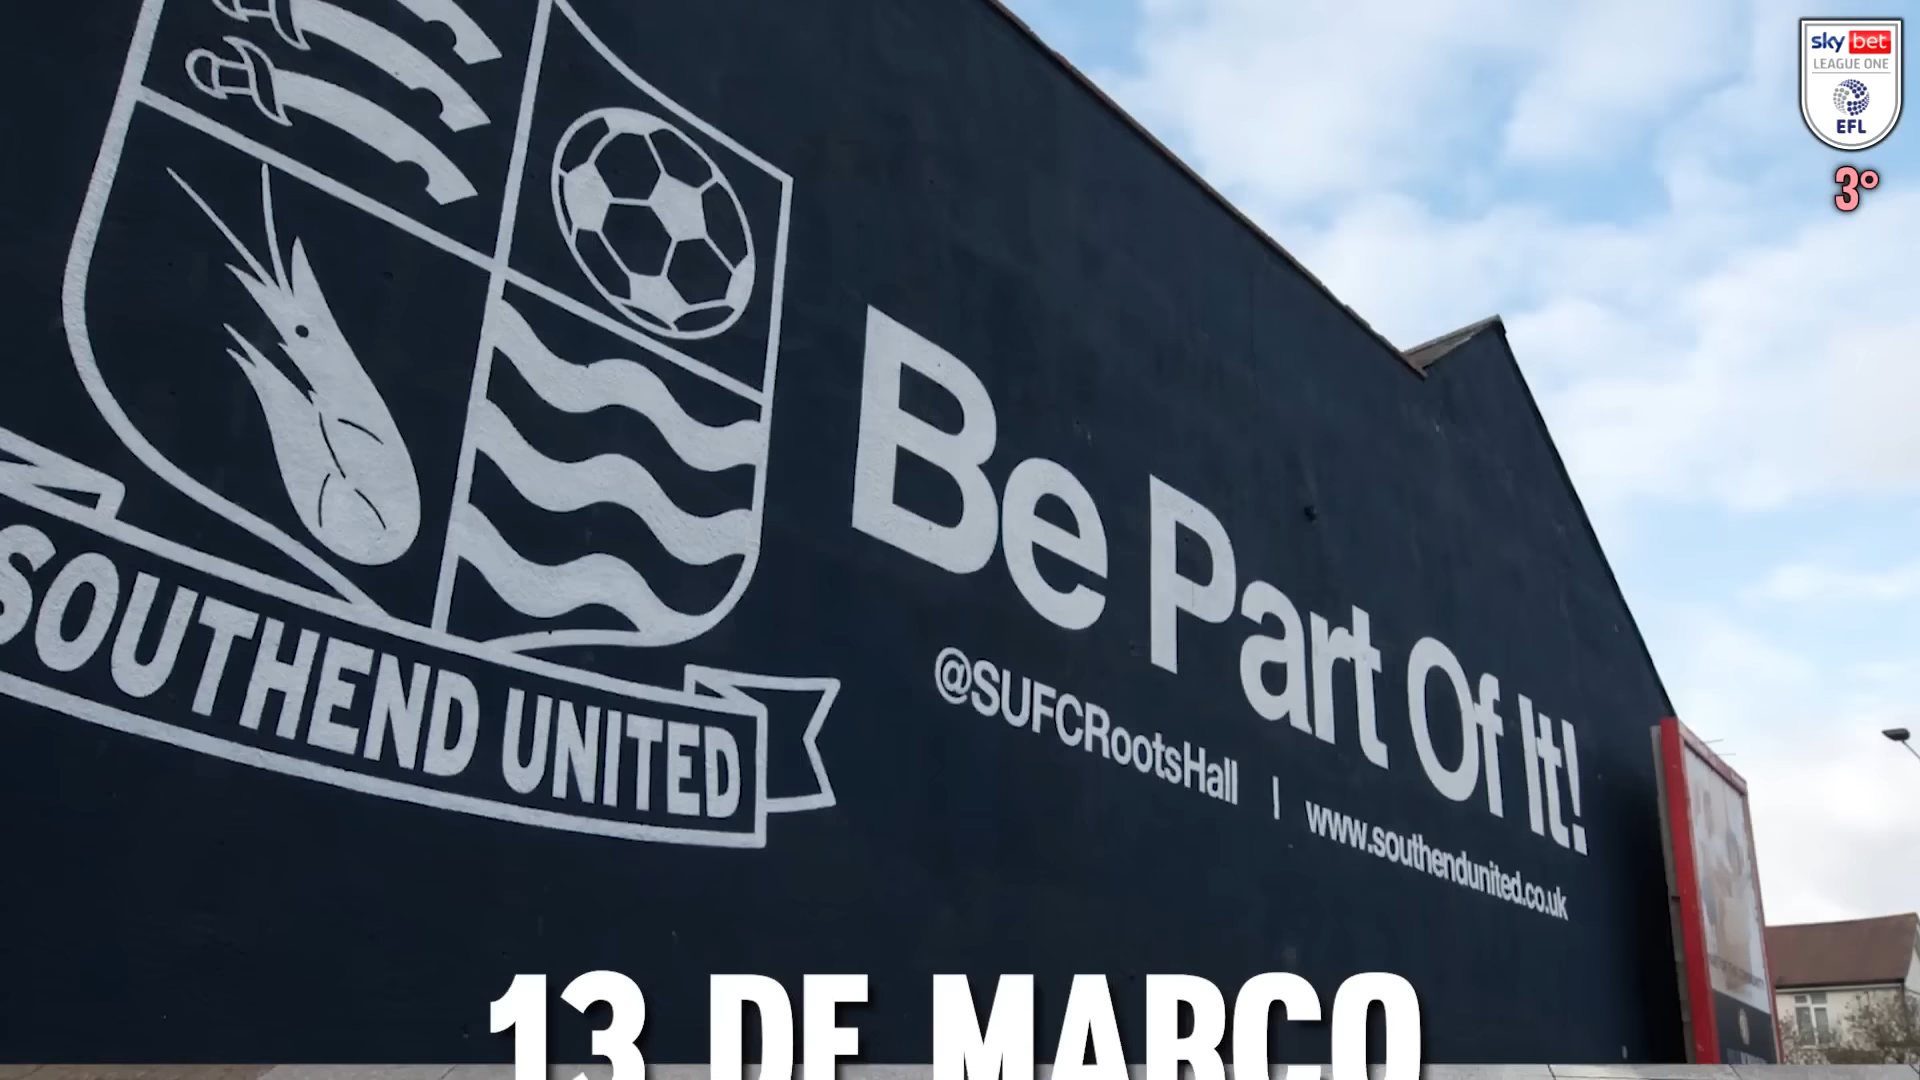 sky bet
LEAGUE ONE
EFL
3º
Be Part Of It!
@SUFCRootsHall | www.southendunited.co.uk
SOUTHEND UNITED
13 DE MARÇO